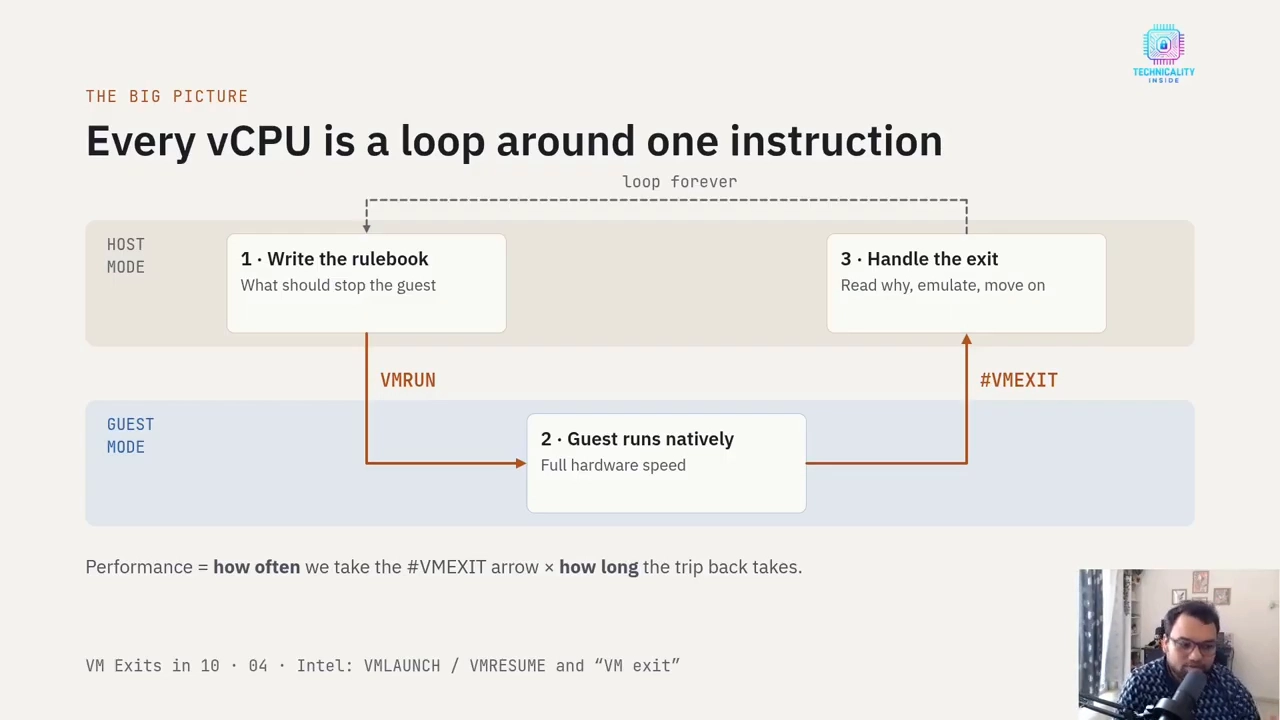 TECHNICALITY
INSIDE
THE BIG PICTURE
Every vCPU is a loop around one instruction
loop forever
HOST
MODE
1 · Write the rulebook
What should stop the guest
3 · Handle the exit
Read why, emulate, move on
VMRUN
#VMEXIT
GUEST
MODE
2 · Guest runs natively
Full hardware speed
Performance = how often we take the #VMEXIT arrow × how long the trip back takes.
VM Exits in 10 · 04 · Intel: VMLAUNCH / VMRESUME and “VM exit”